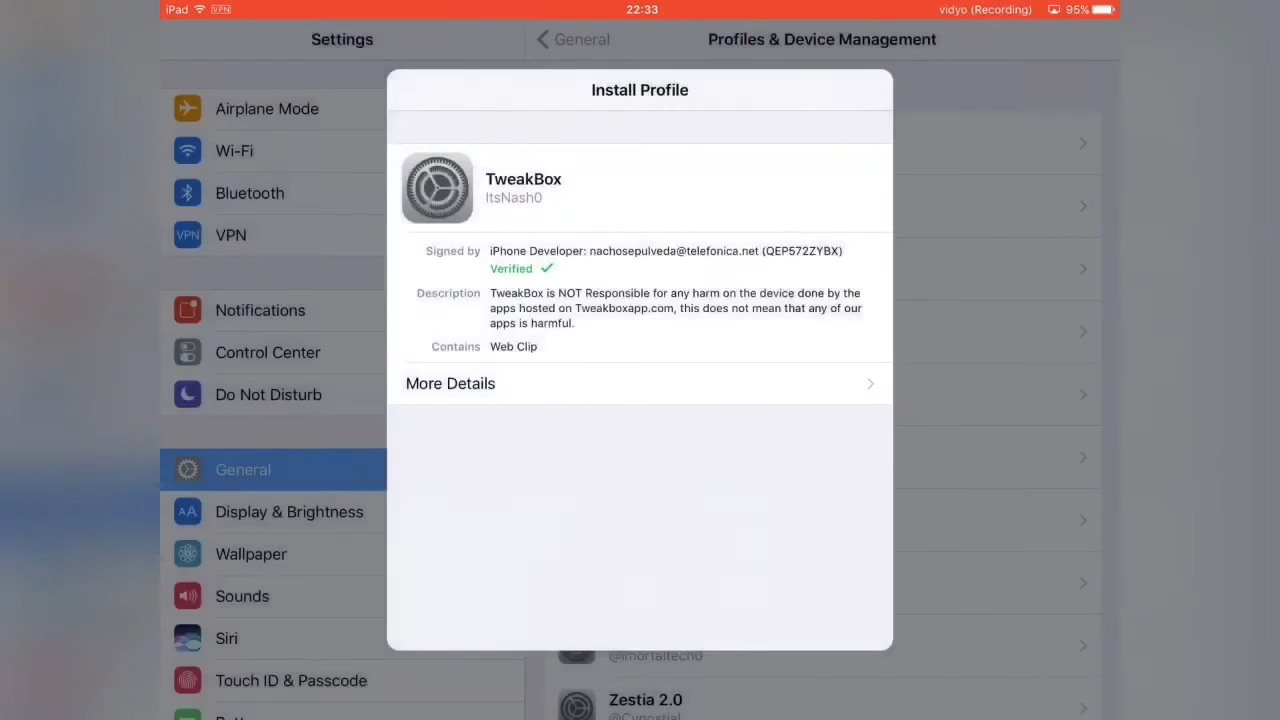 iPad VPN 22:33 vidyo (Recording) 95%
Settings
General
Profiles & Device Management
Airplane Mode
Wi-Fi
Bluetooth
VPN VPN
Notifications
Control Center
Do Not Disturb
General
AA Display & Brightness
Wallpaper
Sounds
Siri
Touch ID & Passcode
Install Profile
TweakBox
ItsNash0
Signed by iPhone Developer: nachosepulveda@telefonica.net (QEP572ZYBX)
Verified
Description TweakBox is NOT Responsible for any harm on the device done by the
apps hosted on Tweakboxapp.com, this does not mean that any of our
apps is harmful.
Contains Web Clip
More Details
Zestia 2.0